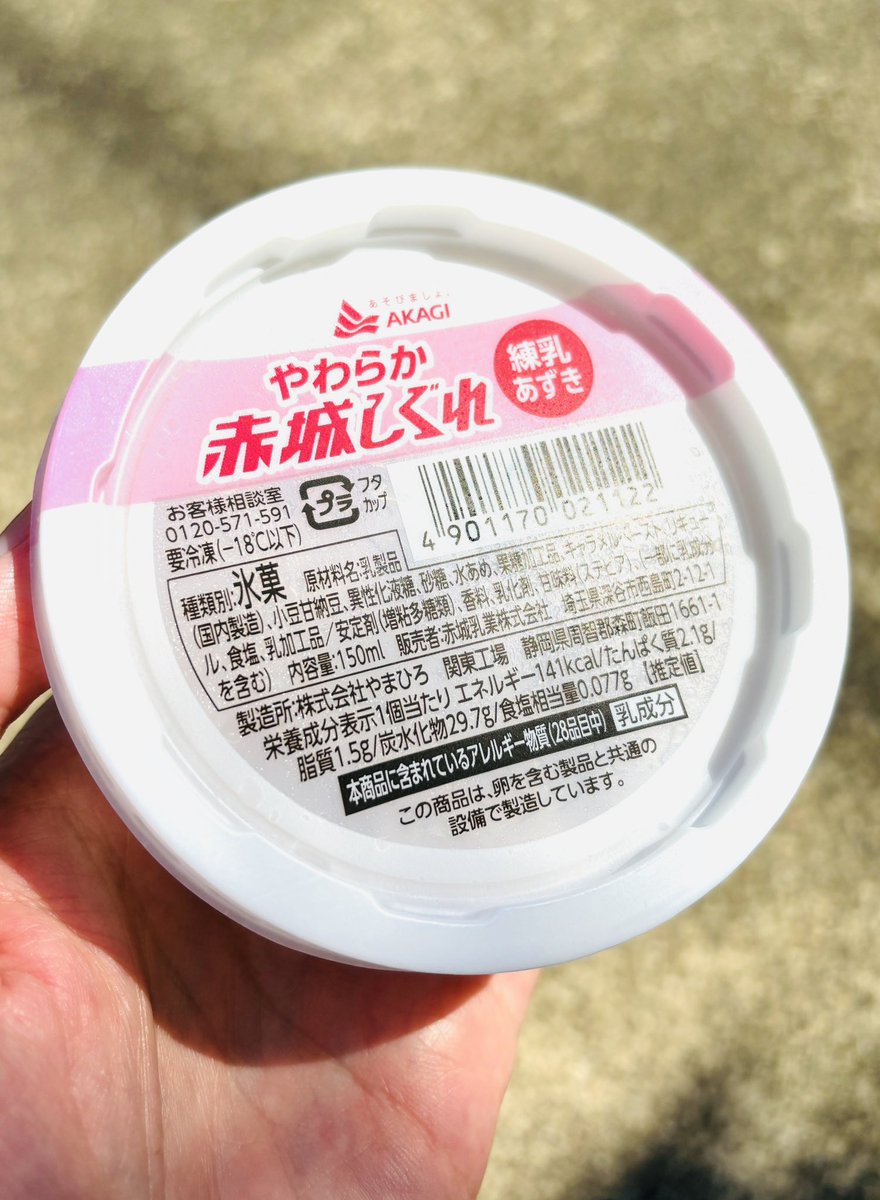 あそびましょ。
AKAGI
やわらか
赤城しぐれ
練乳
あずき
お客様相談室
0120-571-591
要冷凍(-18℃以下)
プラ
フタ
カップ
4 901170 021122
種類別:氷菓 原材料名:乳製品
(国内製造)、小豆甘納豆、異性化液糖、砂糖、水あめ、果糖加工品、キャラメルペースト、リキュー
ル、食塩、乳加工品/安定剤(増粘多糖類)、香料、乳化剤、甘味料(ステビア)、(一部に乳成分
を含む) 内容量:150ml 販売者:赤城乳業株式会社 埼玉県深谷市西島町2-12-1
製造所:株式会社やまひろ 関東工場 静岡県周智郡森町飯田1661-1
栄養成分表示1個当たり エネルギー141kcal/たんぱく質2.1g/
脂質1.5g/炭水化物29.7g/食塩相当量0.077g 【推定値】
本商品に含まれているアレルギー物質(28品目中) 乳成分
この商品は、卵を含む製品と共通の
設備で製造しています。